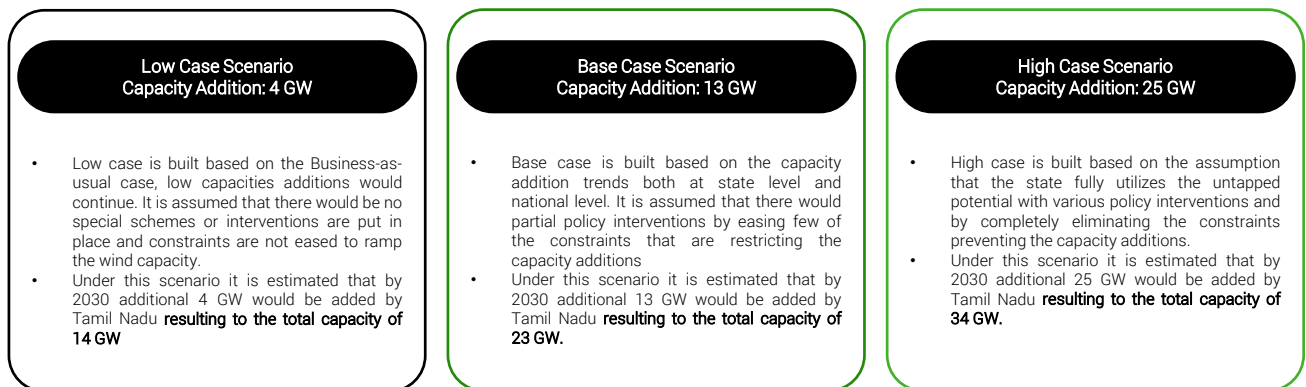 Low Case Scenario
Capacity Addition: 4 GW
• Low case is built based on the Business-as-
usual case, low capacities additions would
continue. It is assumed that there would be no
special schemes or interventions are put in
place and constraints are not eased to ramp
the wind capacity.
• Under this scenario it is estimated that by
2030 additional 4 GW would be added by
Tamil Nadu resulting to the total capacity of
14 GW
Base Case Scenario
Capacity Addition: 13 GW
• Base case is built based on the capacity
addition trends both at state level and
national level. It is assumed that there would
partial policy interventions by easing few of
the constraints that are restricting the
capacity additions
• Under this scenario it is estimated that by
2030 additional 13 GW would be added by
Tamil Nadu resulting to the total capacity of
23 GW.
High Case Scenario
Capacity Addition: 25 GW
• High case is built based on the assumption
that the state fully utilizes the untapped
potential with various policy interventions and
by completely eliminating the constraints
preventing the capacity additions.
• Under this scenario it is estimated that by
2030 additional 25 GW would be added by
Tamil Nadu resulting to the total capacity of
34 GW.